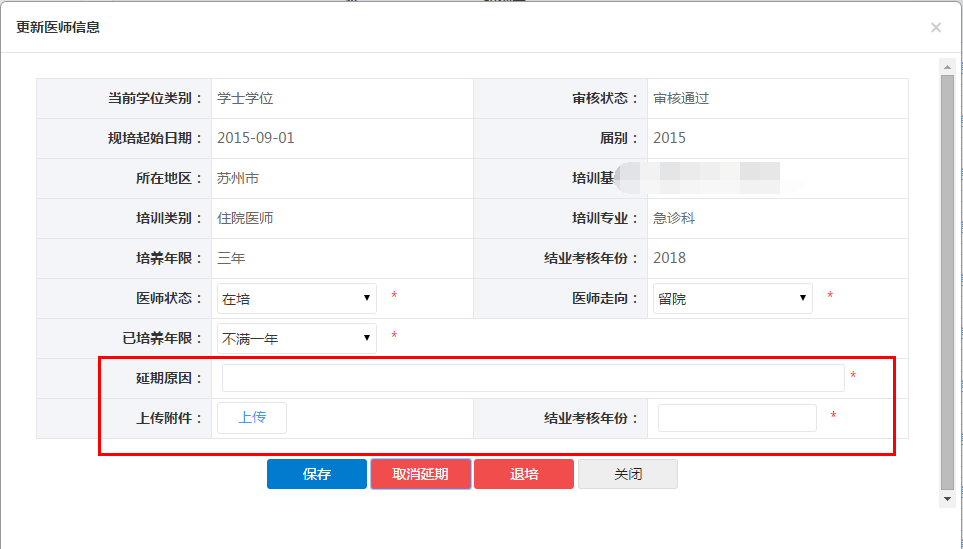 更新医师信息 ×
当前学位类别： 学士学位 审核状态： 审核通过
规培起始日期： 2015-09-01 届别： 2015
所在地区： 苏州市 培训基
培训类别： 住院医师 培训专业： 急诊科
培养年限： 三年 结业考核年份： 2018
医师状态： 在培 * 医师走向： 留院 *
已培养年限： 不满一年 *
延期原因： *
上传附件： 上传 结业考核年份： *
保存 取消延期 退培 关闭